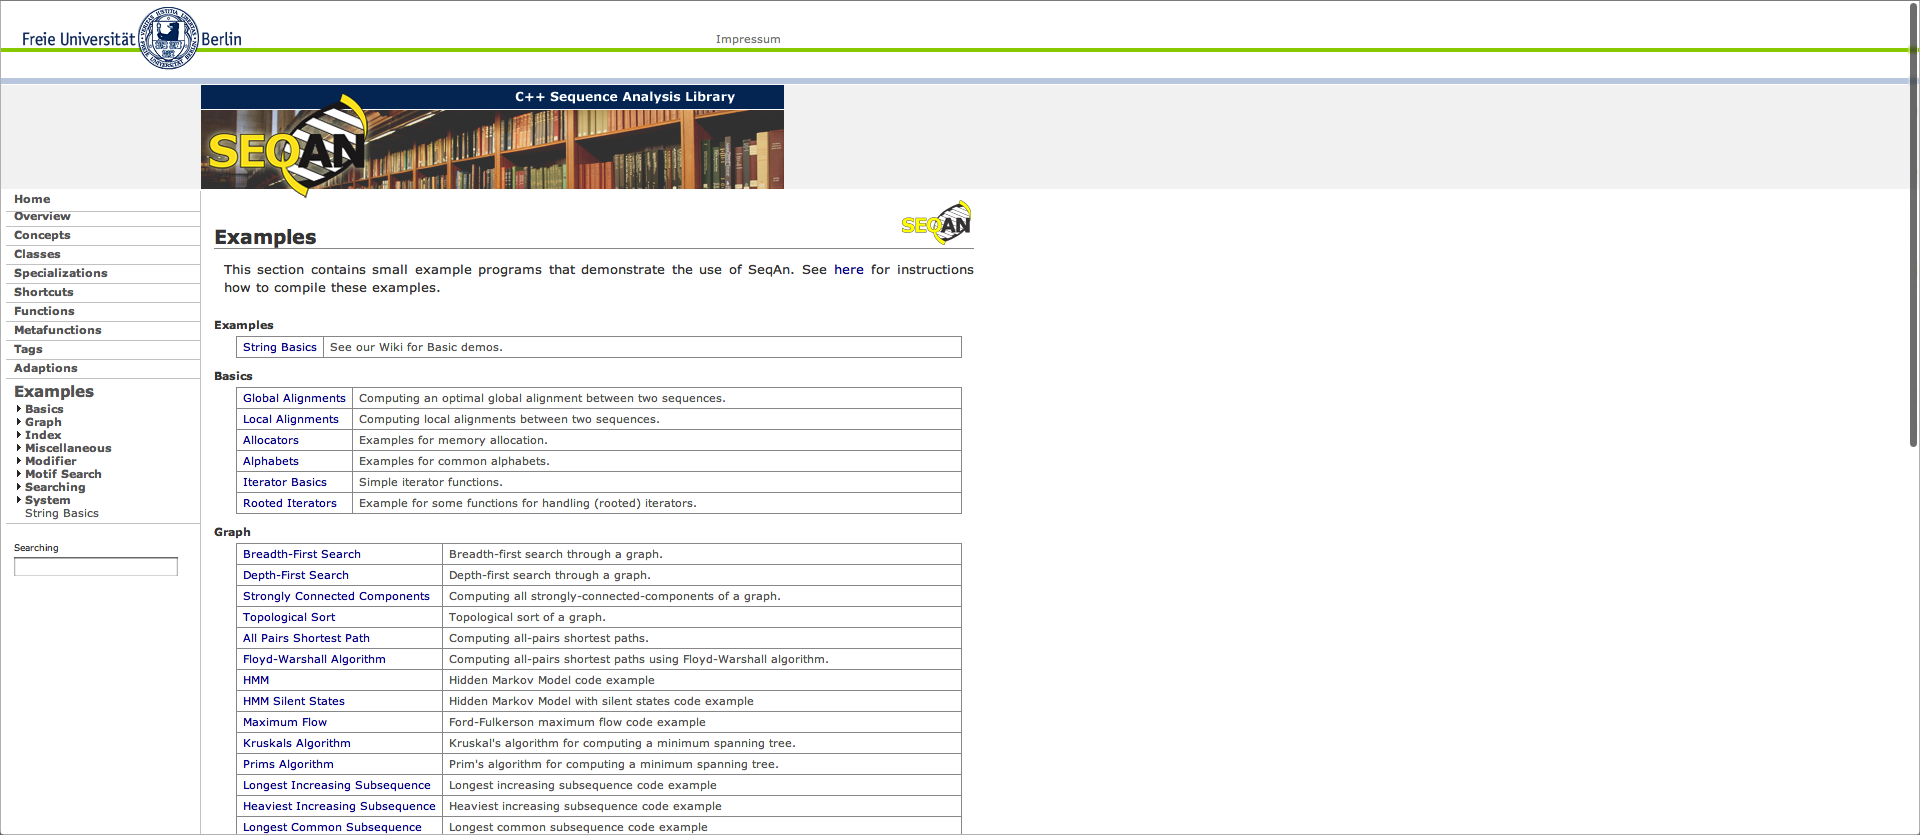 Freie Universität Berlin
Impressum
C++ Sequence Analysis Library
SEQAN
Home
Overview
Concepts
Classes
Specializations
Shortcuts
Functions
Metafunctions
Tags
Adaptions
Examples
Basics
Graph
Index
Miscellaneous
Modifier
Motif Search
Searching
System
String Basics
Searching
SEQAN
Examples
This section contains small example programs that demonstrate the use of SeqAn. See here for instructions
how to compile these examples.
Examples
String Basics See our Wiki for Basic demos.
Basics
Global Alignments Computing an optimal global alignment between two sequences.
Local Alignments Computing local alignments between two sequences.
Allocators Examples for memory allocation.
Alphabets Examples for common alphabets.
Iterator Basics Simple iterator functions.
Rooted Iterators Example for some functions for handling (rooted) iterators.
Graph
Breadth-First Search Breadth-first search through a graph.
Depth-First Search Depth-first search through a graph.
Strongly Connected Components Computing all strongly-connected-components of a graph.
Topological Sort Topological sort of a graph.
All Pairs Shortest Path Computing all-pairs shortest paths.
Floyd-Warshall Algorithm Computing all-pairs shortest paths using Floyd-Warshall algorithm.
HMM Hidden Markov Model code example
HMM Silent States Hidden Markov Model with silent states code example
Maximum Flow Ford-Fulkerson maximum flow code example
Kruskals Algorithm Kruskal's algorithm for computing a minimum spanning tree.
Prims Algorithm Prim's algorithm for computing a minimum spanning tree.
Longest Increasing Subsequence Longest increasing subsequence code example
Heaviest Increasing Subsequence Heaviest increasing subsequence code example
Longest Common Subsequence Longest common subsequence code example